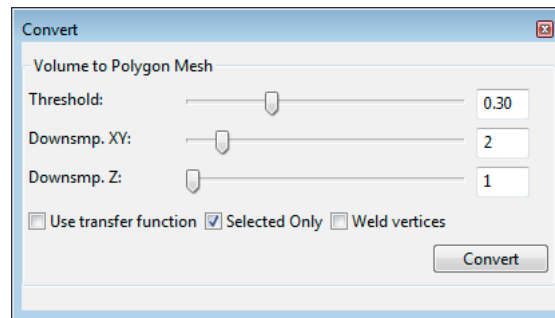 Convert
Volume to Polygon Mesh
Threshold: 0.30
Downsmp. XY: 2
Downsmp. Z: 1
Use transfer function Selected Only Weld vertices
Convert